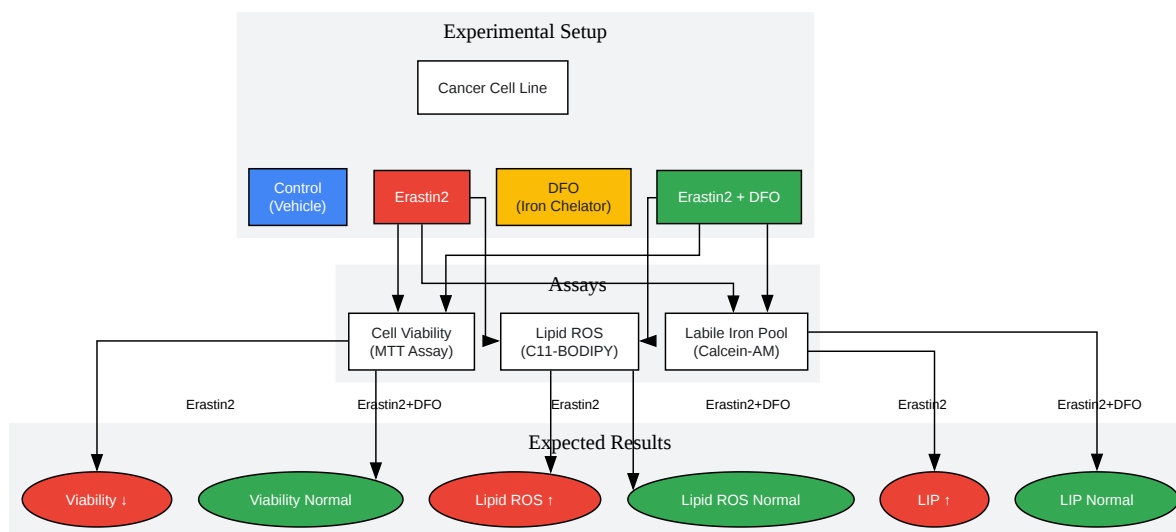 Experimental Setup
Cancer Cell Line
Control
(Vehicle)
Erastin2
DFO
(Iron Chelator)
Erastin2 + DFO
Assays
Cell Viability
(MTT Assay)
Lipid ROS
(C11-BODIPY)
Labile Iron Pool
(Calcein-AM)
Erastin2
Erastin2+DFO
Erastin2
Erastin2+DFO
Erastin2
Erastin2+DFO
Expected Results
Viability ↓
Viability Normal
Lipid ROS ↑
Lipid ROS Normal
LIP ↑
LIP Normal